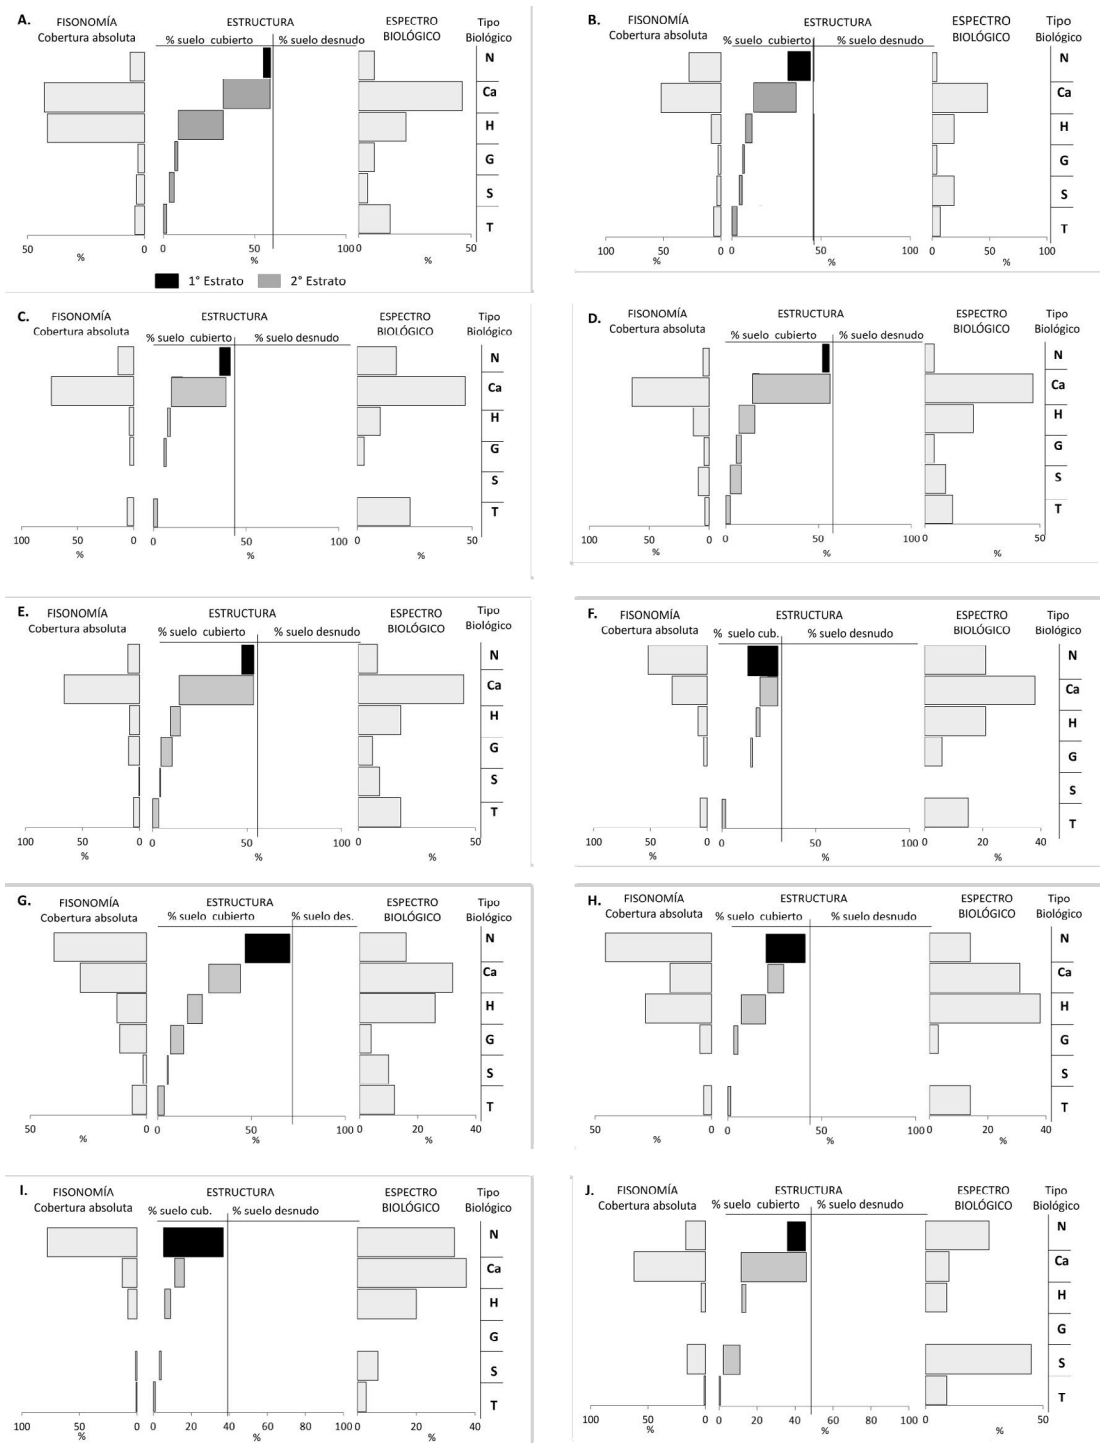 A. FISONOMÍA ESTRUCTURA ESPECTRO Tipo
Cobertura absoluta % suelo cubierto % suelo desnudo BIOLÓGICO Biológico
N
Ca
H
G
S
T
50 0 0 50 100 0 50
% % %
1° Estrato 2° Estrato
B. FISONOMÍA ESTRUCTURA ESPECTRO Tipo
Cobertura absoluta % suelo cubierto % suelo desnudo BIOLÓGICO Biológico
N
Ca
H
G
S
T
100 50 0 0 50 100 0 50 100
% % %
C. FISONOMÍA ESTRUCTURA ESPECTRO Tipo
Cobertura absoluta % suelo cubierto % suelo desnudo BIOLÓGICO Biológico
N
Ca
H
G
S
T
100 50 0 0 50 100 0 50
% % %
D. FISONOMÍA ESTRUCTURA ESPECTRO Tipo
Cobertura absoluta % suelo cubierto % suelo desnudo BIOLÓGICO Biológico
N
Ca
H
G
S
T
100 50 0 0 50 100 0 50
% % %
E. FISONOMÍA ESTRUCTURA ESPECTRO Tipo
Cobertura absoluta % suelo cubierto % suelo desnudo BIOLÓGICO Biológico
N
Ca
H
G
S
T
100 50 0 0 50 100 0 50
% % %
F. FISONOMÍA ESTRUCTURA ESPECTRO Tipo
Cobertura absoluta % suelo cub. % suelo desnudo BIOLÓGICO Biológico
N
Ca
H
G
S
T
100 50 0 0 50 100 0 20 40
% % %
G. FISONOMÍA ESTRUCTURA ESPECTRO Tipo
Cobertura absoluta % suelo cubierto % suelo des. BIOLÓGICO Biológico
N
Ca
H
G
S
T
50 0 0 50 100 0 20 40
% % %
H. FISONOMÍA ESTRUCTURA ESPECTRO Tipo
Cobertura absoluta % suelo cubierto % suelo desnudo BIOLÓGICO Biológico
N
Ca
H
G
S
T
50 0 0 50 100 0 20 40
% % %
I. FISONOMÍA ESTRUCTURA ESPECTRO Tipo
Cobertura absoluta % suelo cub. % suelo desnudo BIOLÓGICO Biológico
N
Ca
H
G
S
T
100 50 0 0 20 40 60 80 100 0 20 40
% % %
J. FISONOMÍA ESTRUCTURA ESPECTRO Tipo
Cobertura absoluta % suelo cubierto % suelo desnudo BIOLÓGICO Biológico
N
Ca
H
G
S
T
100 50 0 0 20 40 60 80 100 0 50
% % %